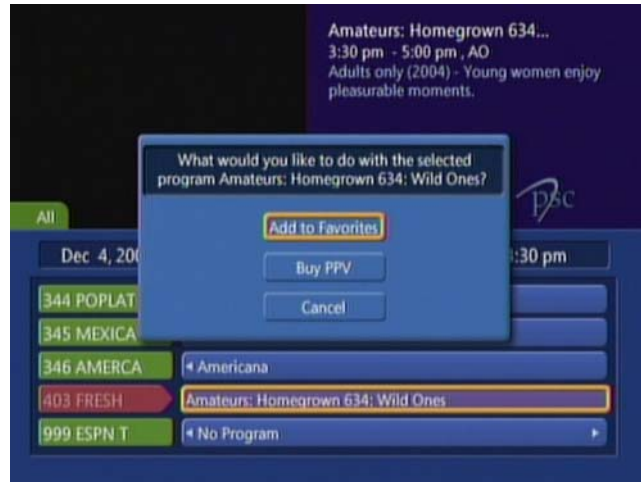 Amateurs: Homegrown 634...
3:30 pm - 5:00 pm , AO
Adults only (2004) - Young women enjoy
pleasurable moments.
What would you like to do with the selected
program Amateurs: Homegrown 634: Wild Ones?
psc
All
Add to Favorites
Dec 4, 200
:30 pm
Buy PPV
344 POPLAT
Cancel
345 MEXICA
346 AMERCA
Americana
403 FRESH
Amateurs: Homegrown 634: Wild Ones
999 ESPN T
No Program